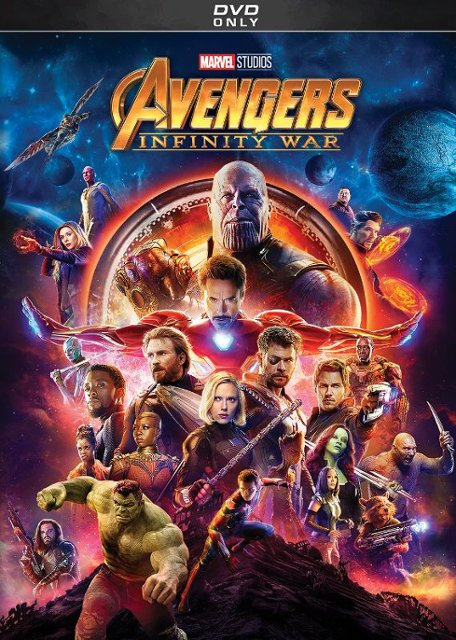 DVD
ONLY
MARVEL STUDIOS
AVENGERS
INFINITY WAR